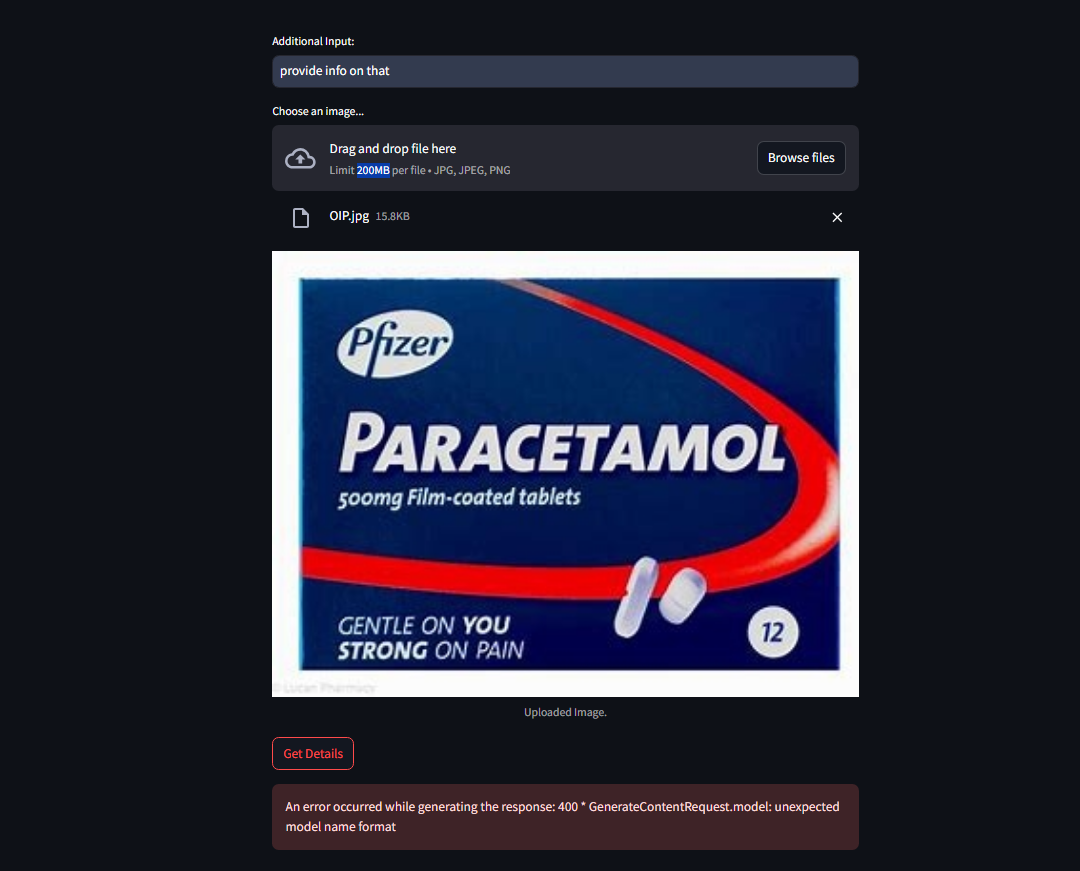 Additional Input:
provide info on that
Choose an image...
Drag and drop file here
Limit 200MB per file • JPG, JPEG, PNG
Browse files
OIP.jpg 15.8KB
Pfizer
PARACETAMOL
500mg Film-coated tablets
GENTLE ON YOU
STRONG ON PAIN
12
© Lucan Pharmacy
Uploaded Image.
Get Details
An error occurred while generating the response: 400 * GenerateContentRequest.model: unexpected
model name format